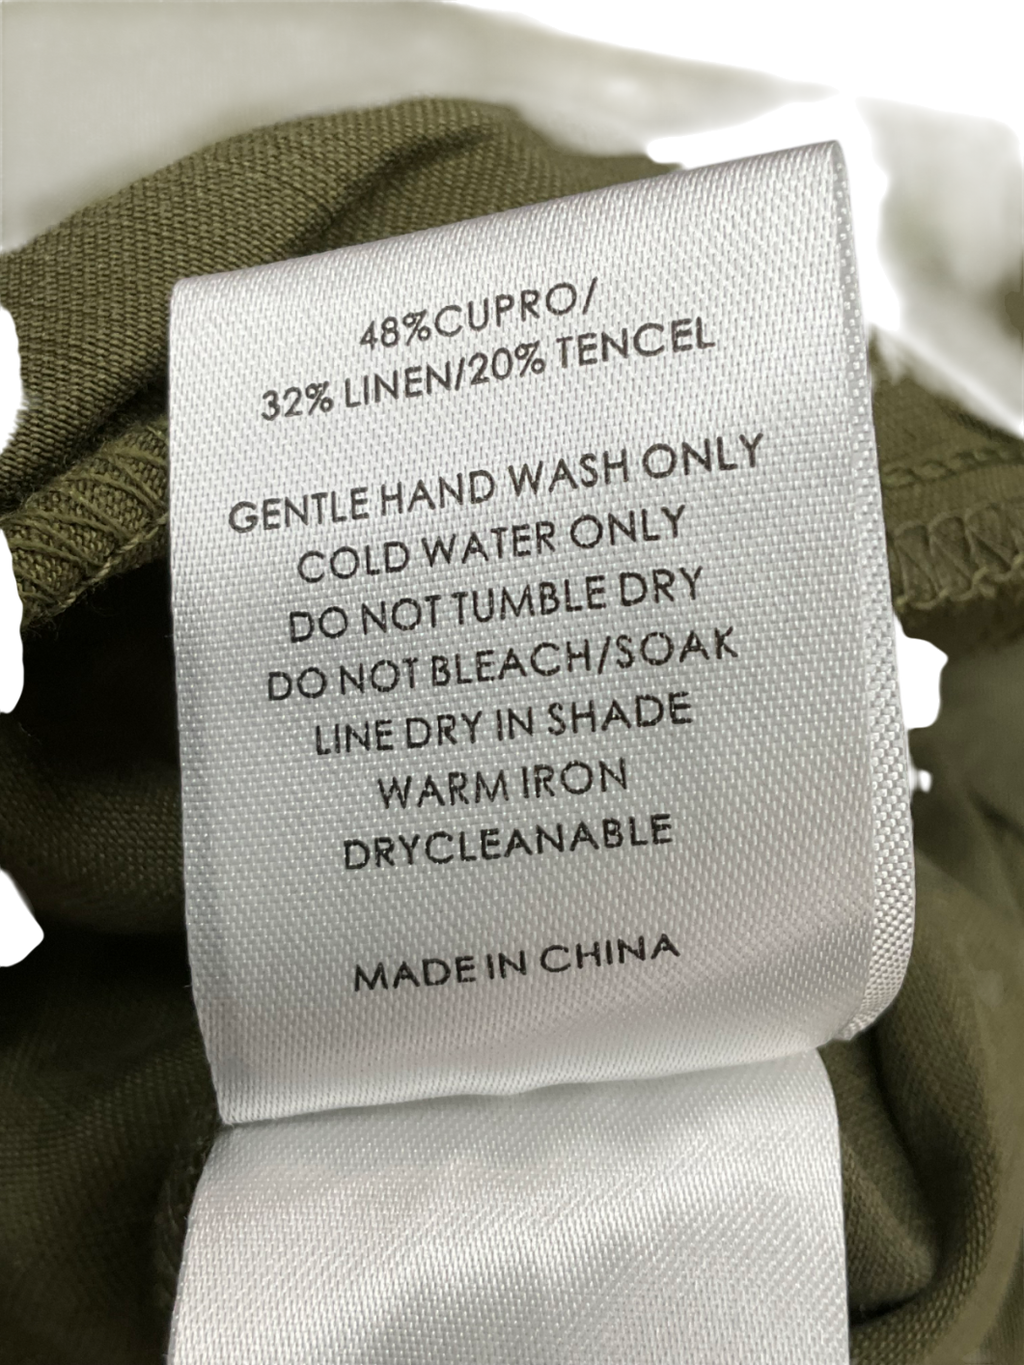 48%CUPRO/
32% LINEN/20% TENCEL
GENTLE HAND WASH ONLY
COLD WATER ONLY
DO NOT TUMBLE DRY
DO NOT BLEACH/SOAK
LINE DRY IN SHADE
WARM IRON
DRYCLEANABLE
MADE IN CHINA